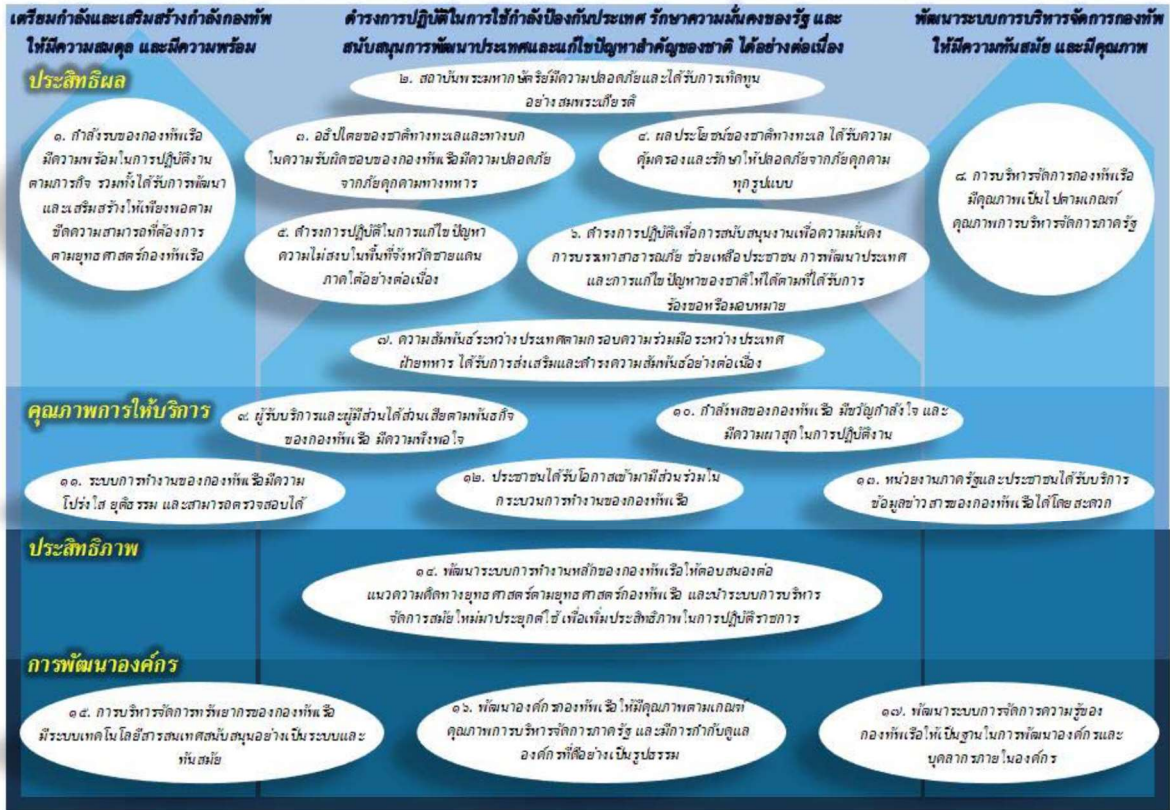 เตรียมกำลังและเสริมสร้างกำลังกองทัพ
ให้มีความสมดุล และมีความพร้อม
ดำรงการปฏิบัติในการใช้กำลังป้องกันประเทศ รักษาความมั่นคงของรัฐ และ
สนับสนุนการพัฒนาประเทศและแก้ไขปัญหาสำคัญของชาติ ได้อย่างต่อเนื่อง
พัฒนาระบบการบริหารจัดการกองทัพ
ให้มีความทันสมัย และมีคุณภาพ
ประสิทธิผล
๑. กำลังรบของกองทัพเรือ
มีความพร้อมในการปฏิบัติงาน
ตามภารกิจ รวมทั้งได้รับการพัฒนา
และเสริมสร้างให้เพียงพอตาม
ขีดความสามารถที่ต้องการ
ตามยุทธศาสตร์กองทัพเรือ
๒. สถาบันพระมหากษัตริย์มีความปลอดภัยและได้รับการเทิดทูน
อย่างสมพระเกียรติ
๓. อธิปไตยของชาติทางทะเลและทางบก
ในความรับผิดชอบของกองทัพเรือมีความปลอดภัย
จากภัยคุกคามทางทหาร
๔. ผลประโยชน์ของชาติทางทะเล ได้รับความ
คุ้มครองและรักษาให้ปลอดภัยจากภัยคุกคาม
ทุกรูปแบบ
๕. ดำรงการปฏิบัติในการแก้ไขปัญหา
ความไม่สงบในพื้นที่จังหวัดชายแดน
ภาคใต้อย่างต่อเนื่อง
๖. ดำรงการปฏิบัติเพื่อการสนับสนุนงานเพื่อความมั่นคง
การบรรเทาสาธารณภัย ช่วยเหลือประชาชน การพัฒนาประเทศ
และการแก้ไขปัญหาของชาติให้ได้ตามที่ได้รับการ
ร้องขอหรือมอบหมาย
๗. ความสัมพันธ์ระหว่างประเทศตามกรอบความร่วมมือระหว่างประเทศ
ฝ่ายทหาร ได้รับการส่งเสริมและดำรงความสัมพันธ์อย่างต่อเนื่อง
๘. การบริหารจัดการกองทัพเรือ
มีคุณภาพเป็นไปตามเกณฑ์
คุณภาพการบริหารจัดการภาครัฐ
คุณภาพการให้บริการ
๙. ผู้รับบริการและผู้มีส่วนได้ส่วนเสียตามพันธกิจ
ของกองทัพเรือ มีความพึงพอใจ
๑๐. กำลังพลของกองทัพเรือ มีขวัญกำลังใจ และ
มีความผาสุกในการปฏิบัติงาน
๑๑. ระบบการทำงานของกองทัพเรือมีความ
โปร่งใส ยุติธรรม และสามารถตรวจสอบได้
๑๒. ประชาชนได้รับโอกาสเข้ามามีส่วนร่วมใน
กระบวนการทำงานของกองทัพเรือ
๑๓. หน่วยงานภาครัฐและประชาชนได้รับบริการ
ข้อมูลข่าวสารของกองทัพเรือได้โดยสะดวก
ประสิทธิภาพ
๑๔. พัฒนาระบบการทำงานหลักของกองทัพเรือให้ตอบสนองต่อ
แนวความคิดทางยุทธศาสตร์ตามยุทธศาสตร์กองทัพเรือ และนำระบบการบริหาร
จัดการสมัยใหม่มาประยุกต์ใช้ เพื่อเพิ่มประสิทธิภาพในการปฏิบัติราชการ
การพัฒนาองค์กร
๑๕. การบริหารจัดการทรัพยากรของกองทัพเรือ
มีระบบเทคโนโลยีสารสนเทศสนับสนุนอย่างเป็นระบบและ
ทันสมัย
๑๖. พัฒนาองค์กรกองทัพเรือให้มีคุณภาพตามเกณฑ์
คุณภาพการบริหารจัดการภาครัฐ และมีการกำกับดูแล
องค์กรที่ดีอย่างเป็นรูปธรรม
๑๗. พัฒนาระบบการจัดการความรู้ของ
กองทัพเรือให้เป็นฐานในการพัฒนาองค์กรและ
บุคลากรภายในองค์กร